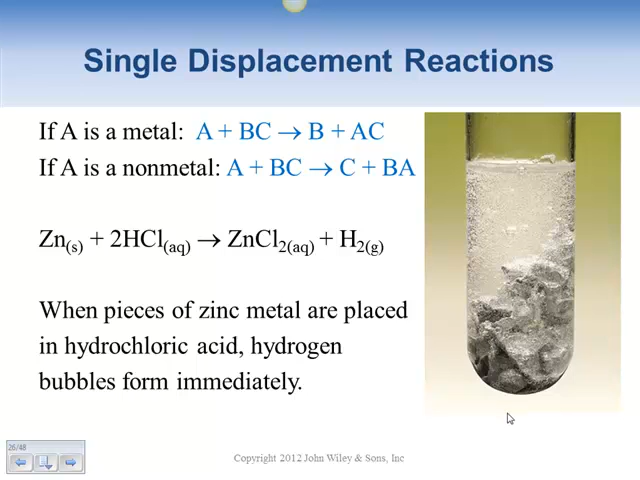 Single Displacement Reactions
If A is a metal: A + BC → B + AC
If A is a nonmetal: A + BC → C + BA
Zn(s) + 2HCl(aq) → ZnCl2(aq) + H2(g)
When pieces of zinc metal are placed
in hydrochloric acid, hydrogen
bubbles form immediately.
26/48
Copyright 2012 John Wiley & Sons, Inc